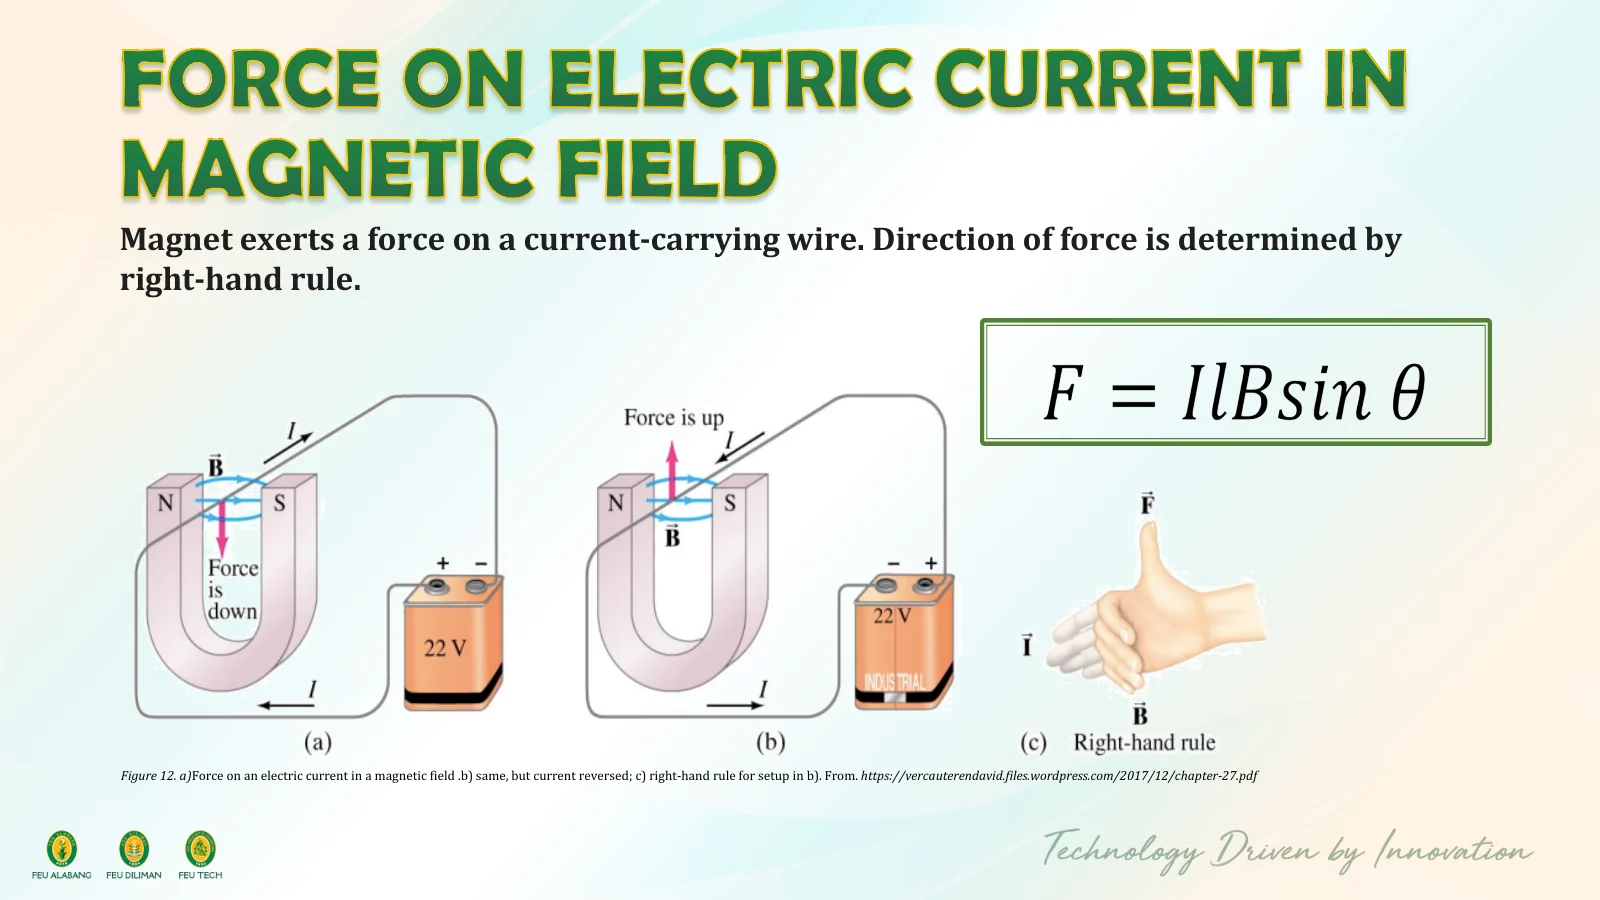 FORCE ON ELECTRIC CURRENT IN
MAGNETIC FIELD
Magnet exerts a force on a current-carrying wire. Direction of force is determined by
right-hand rule.
F = IlBsin θ
I
B⃗
N
S
Force
is
down
+ −
22 V
I
(a)
Force is up
I
N
S
B⃗
− +
22 V
INDUSTRIAL
I
(b)
F⃗
I⃗
B⃗
(c) Right-hand rule
Figure 12. a)Force on an electric current in a magnetic field .b) same, but current reversed; c) right-hand rule for setup in b). From. https://vercauterendavid.files.wordpress.com/2017/12/chapter-27.pdf
FEU ALABANG
FEU DILIMAN
FEU TECH
Technology Driven by Innovation